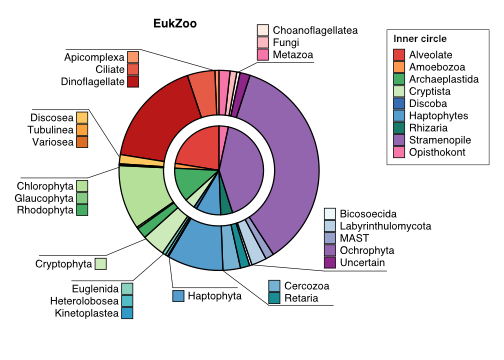 EukZoo
Choanoflagellatea
Fungi
Metazoa
Apicomplexa
Ciliate
Dinoflagellate
Inner circle
Alveolate
Amoebozoa
Archaeplastida
Cryptista
Discoba
Haptophytes
Rhizaria
Stramenopile
Opisthokont
Discosea
Tubulinea
Variosea
Chlorophyta
Glaucophyta
Rhodophyta
Bicosoecida
Labyrinthulomycota
MAST
Ochrophyta
Uncertain
Cryptophyta
Euglenida
Heterolobosea
Kinetoplastea
Haptophyta
Cercozoa
Retaria